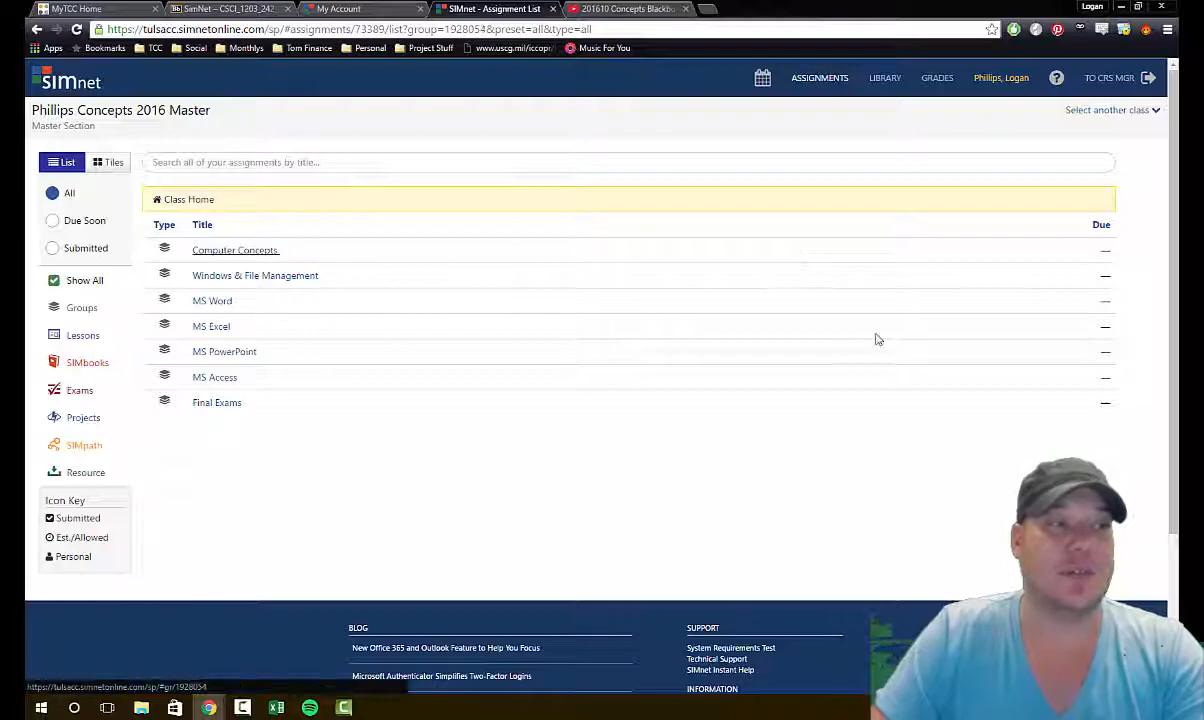 MyTCC Home
SimNet – CSCI_1203_242
My Account
SIMnet - Assignment List
201610 Concepts Blackbo
Logan
https://tulsacc.simnetonline.com/sp/#assignments/73389/list?group=1928054&preset=all&type=all
Apps Bookmarks TCC Social Monthlys Tom Finance Personal Project Stuff www.uscg.mil/iccopr Music For You
SIMnet ASSIGNMENTS LIBRARY GRADES Phillips, Logan ? TO CRS MGR
Phillips Concepts 2016 Master Select another class
Master Section
List Tiles Search all of your assignments by title...
All
Class Home
Due Soon Type Title Due
Submitted Computer Concepts —
Show All Windows & File Management —
Groups MS Word —
Lessons MS Excel —
SIMbooks MS PowerPoint —
Exams MS Access —
Projects Final Exams —
SIMpath
Resource
Icon Key
Submitted
Est./Allowed
Personal
BLOG SUPPORT
New Office 365 and Outlook Feature to Help You Focus System Requirements Test
Technical Support
Microsoft Authenticator Simplifies Two-Factor Logins SIMnet Instant Help
INFORMATION
https://tulsacc.simnetonline.com/sp/#gr/1928054